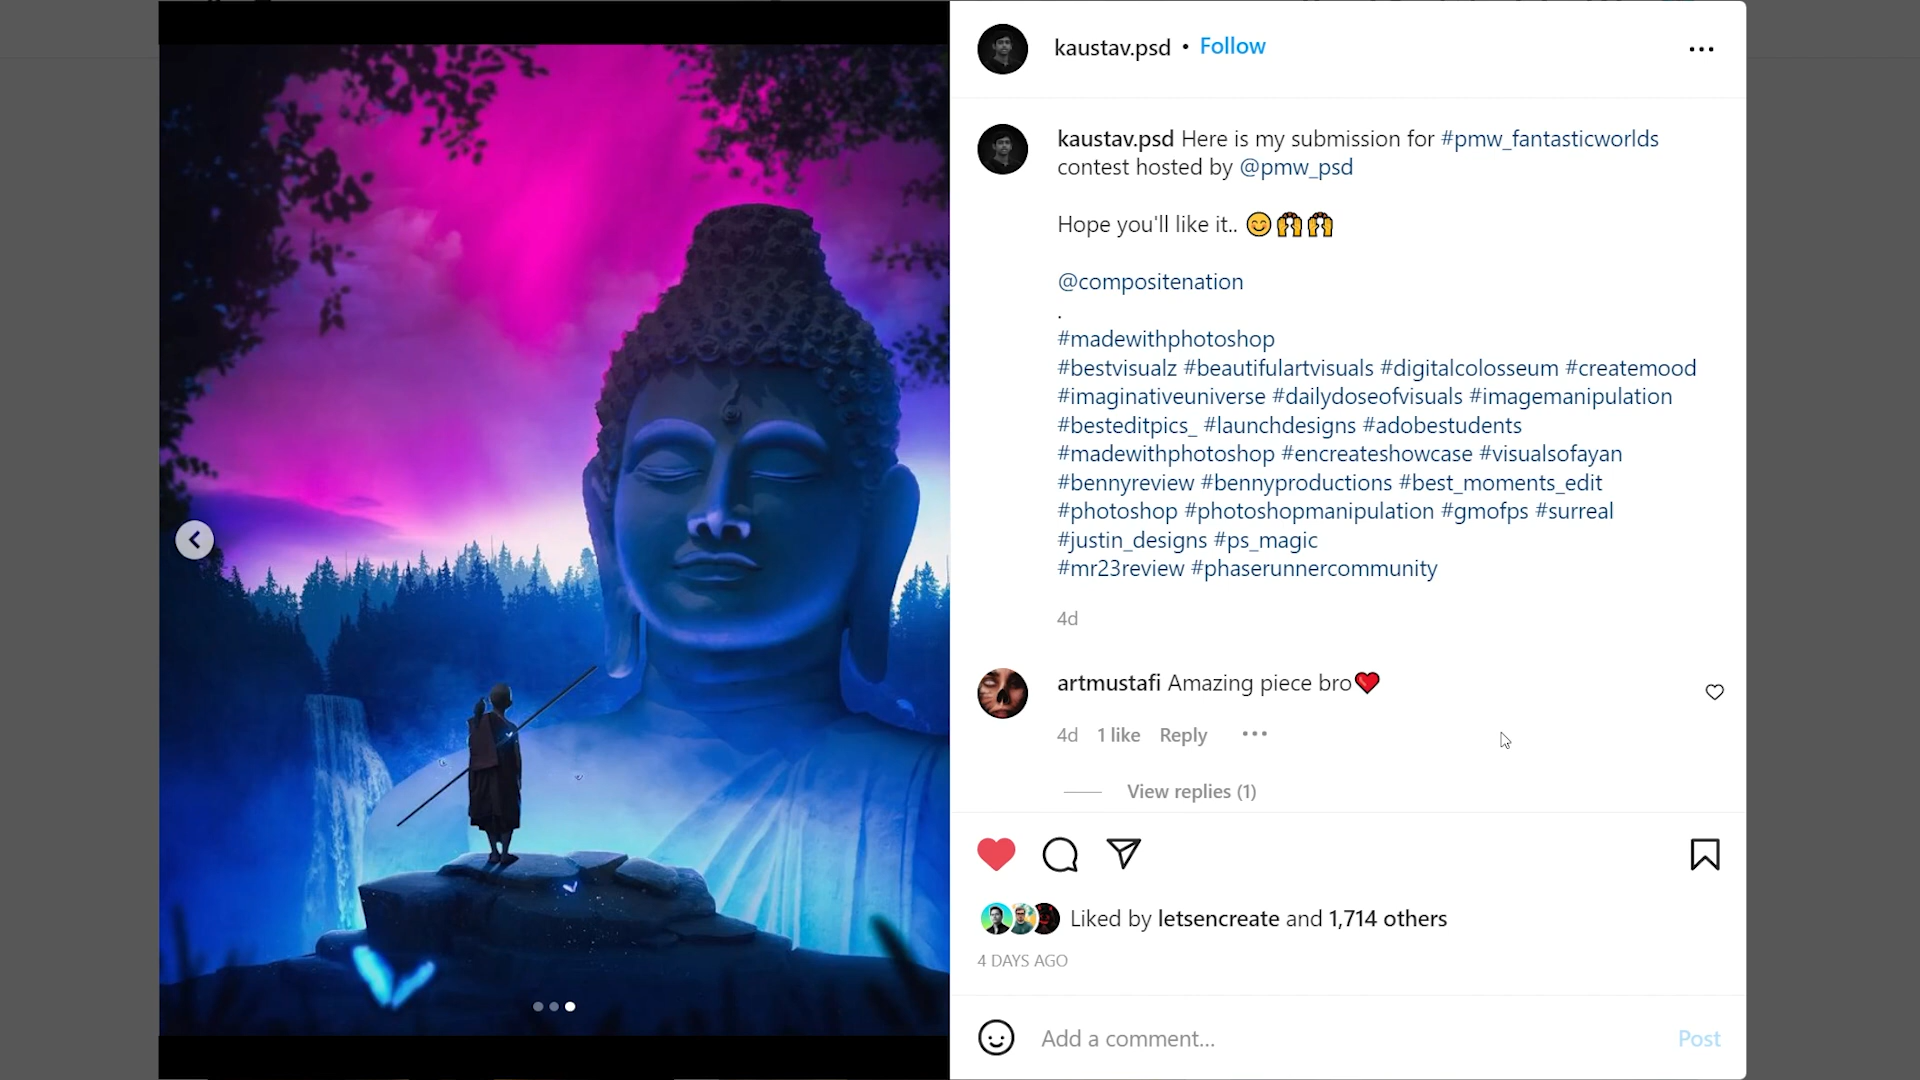 kaustav.psd • Follow
kaustav.psd Here is my submission for #pmw_fantasticworlds
contest hosted by @pmw_psd
Hope you'll like it.. 😊🙌🙌
@compositenation
.
#madewithphotoshop
#bestvisualz #beautifulartvisuals #digitalcolosseum #createmood
#imaginativeuniverse #dailydoseofvisuals #imagemanipulation
#besteditpics_ #launchdesigns #adobestudents
#madewithphotoshop #encreateshowcase #visualsofayan
#bennyreview #bennyproductions #best_moments_edit
#photoshop #photoshopmanipulation #gmofps #surreal
#justin_designs #ps_magic
#mr23review #phaserunnercommunity
4d
artmustafi Amazing piece bro❤️
4d 1 like Reply
View replies (1)
Liked by letsencreate and 1,714 others
4 DAYS AGO
Add a comment... Post